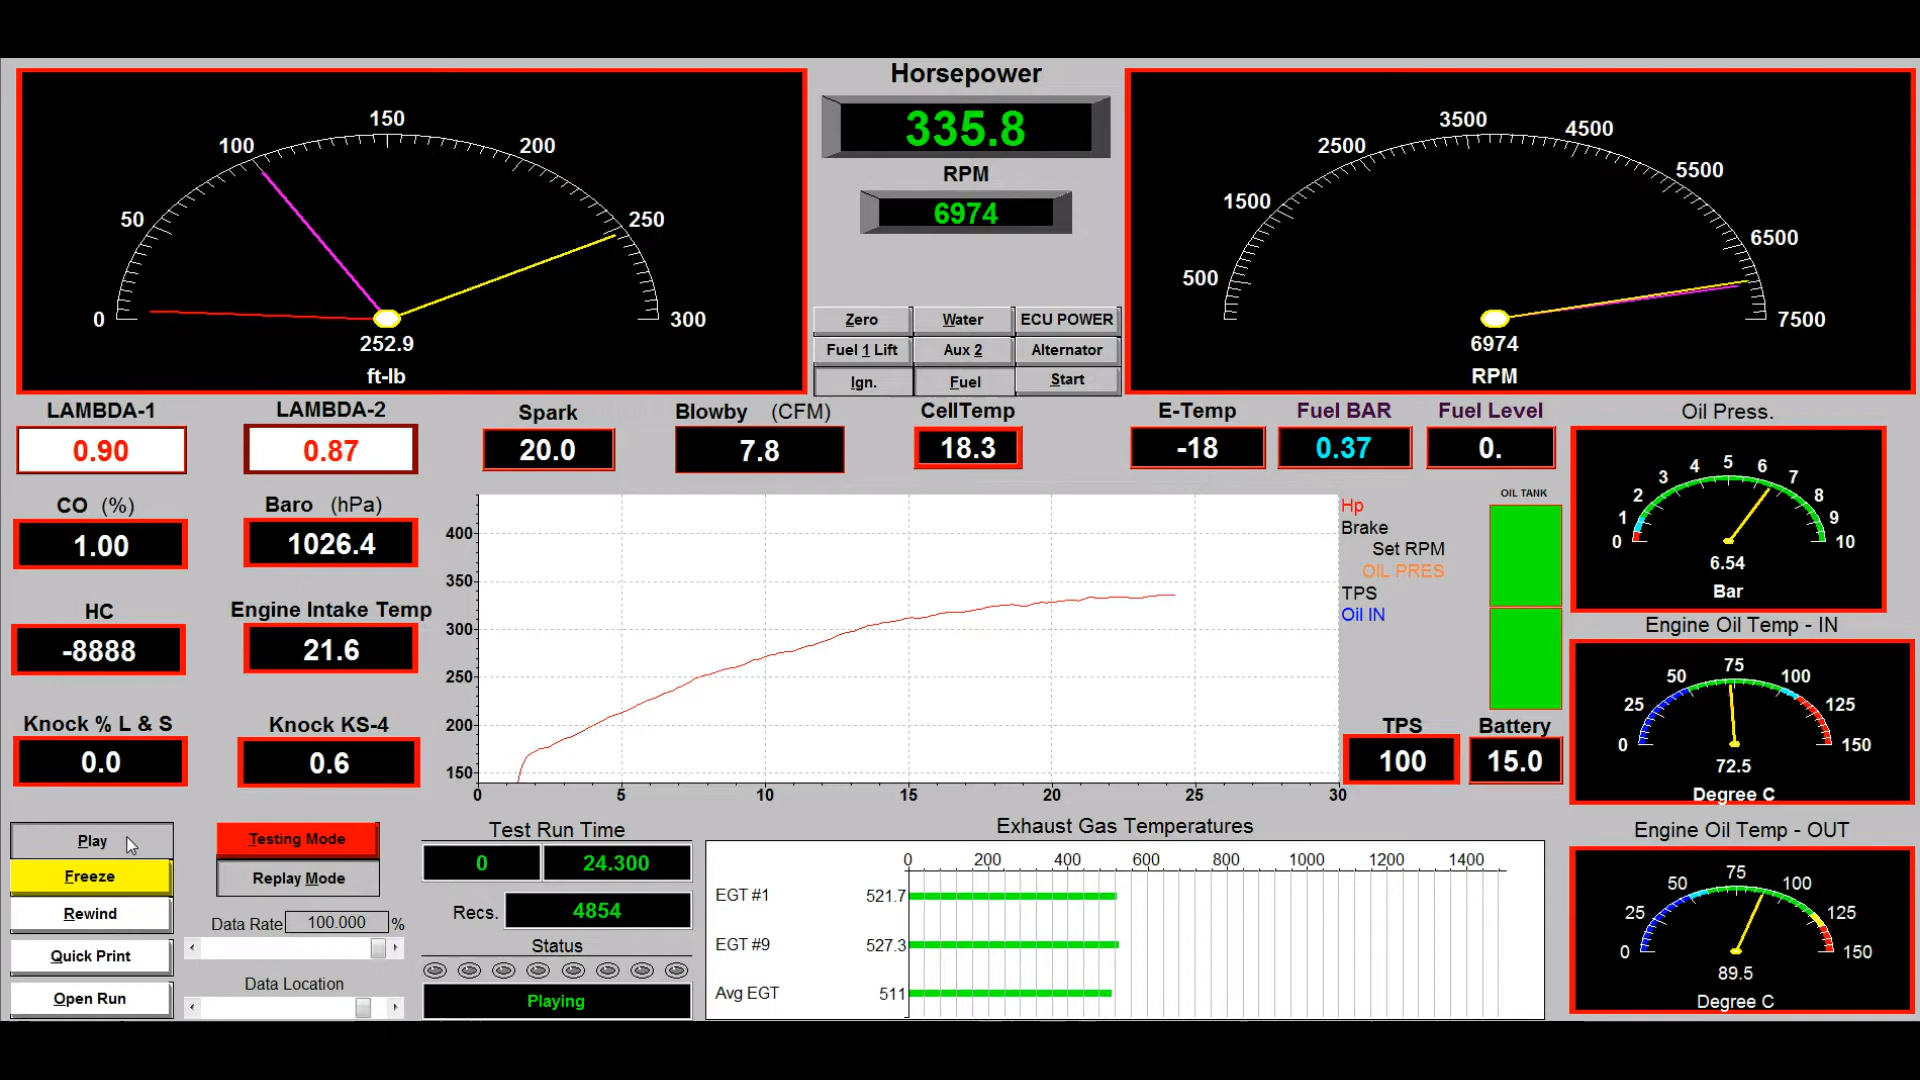 Horsepower
335.8
RPM
6974
0 50 100 150 200 250 300
252.9
ft-lb
500 1500 2500 3500 4500 5500 6500 7500
6974
RPM
Zero Water ECU POWER
Fuel 1 Lift Aux 2 Alternator
Ign. Fuel Start
LAMBDA-1 LAMBDA-2 Spark Blowby (CFM) CellTemp E-Temp Fuel BAR Fuel Level
0.90 0.87 20.0 7.8 18.3 -18 0.37 0.
Oil Press.
0 1 2 3 4 5 6 7 8 9 10
6.54
Bar
CO (%) Baro (hPa)
1.00 1026.4
HC Engine Intake Temp
-8888 21.6
Knock % L & S Knock KS-4
0.0 0.6
400
350
300
250
200
150
0 5 10 15 20 25 30
Hp
Brake
Set RPM
OIL PRES
TPS
Oil IN
OIL TANK
TPS Battery
100 15.0
Engine Oil Temp - IN
0 25 50 75 100 125 150
72.5
Degree C
Play
Freeze
Rewind
Quick Print
Open Run
Testing Mode
Replay Mode
Data Rate 100.000 %
Data Location
Test Run Time
0 24.300
Recs. 4854
Status
Playing
Exhaust Gas Temperatures
0 200 400 600 800 1000 1200 1400
EGT #1 521.7
EGT #9 527.3
Avg EGT 511
Engine Oil Temp - OUT
0 25 50 75 100 125 150
89.5
Degree C